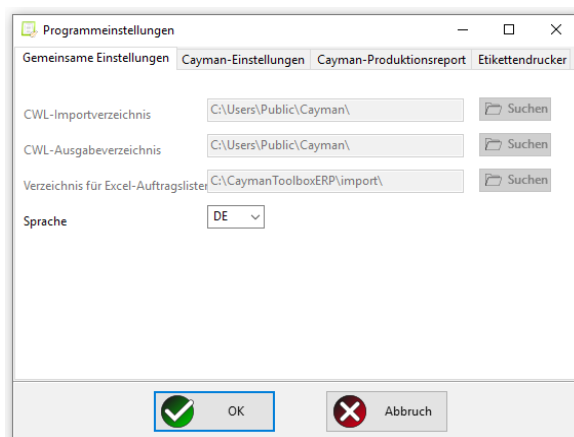 Programmeinstellungen
Gemeinsame Einstellungen Cayman-Einstellungen Cayman-Produktionsreport Etikettendrucker
CWL-Importverzeichnis C:\Users\Public\Cayman\ Suchen
CWL-Ausgabeverzeichnis C:\Users\Public\Cayman\ Suchen
Verzeichnis für Excel-Auftragslisten C:\CaymanToolboxERP\import\ Suchen
Sprache DE
OK Abbruch